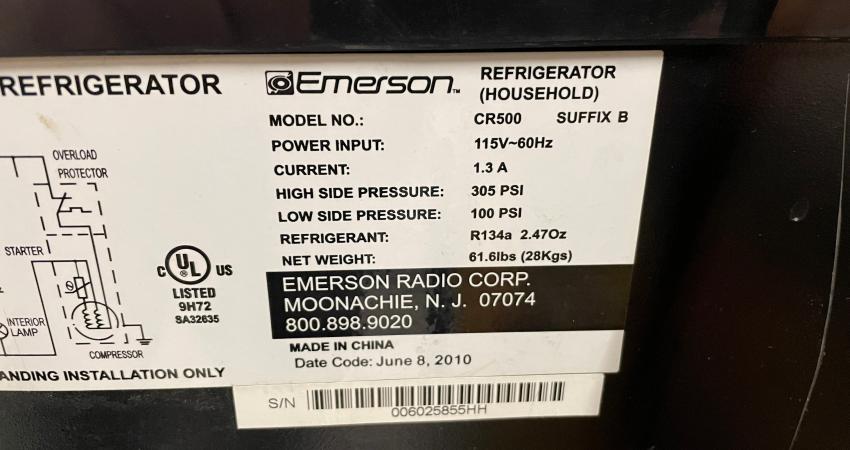 REFRIGERATOR
OVERLOAD
PROTECTOR
STARTER
INTERIOR
LAMP
COMPRESSOR
C UL US
LISTED
9H72
SA32635
ANDING INSTALLATION ONLY
Emerson™
REFRIGERATOR
(HOUSEHOLD)
MODEL NO.: CR500 SUFFIX B
POWER INPUT: 115V~60Hz
CURRENT: 1.3 A
HIGH SIDE PRESSURE: 305 PSI
LOW SIDE PRESSURE: 100 PSI
REFRIGERANT: R134a 2.47Oz
NET WEIGHT: 61.6lbs (28Kgs)
EMERSON RADIO CORP.
MOONACHIE, N. J. 07074
800.898.9020
MADE IN CHINA
Date Code: June 8, 2010
S/N
006025855HH